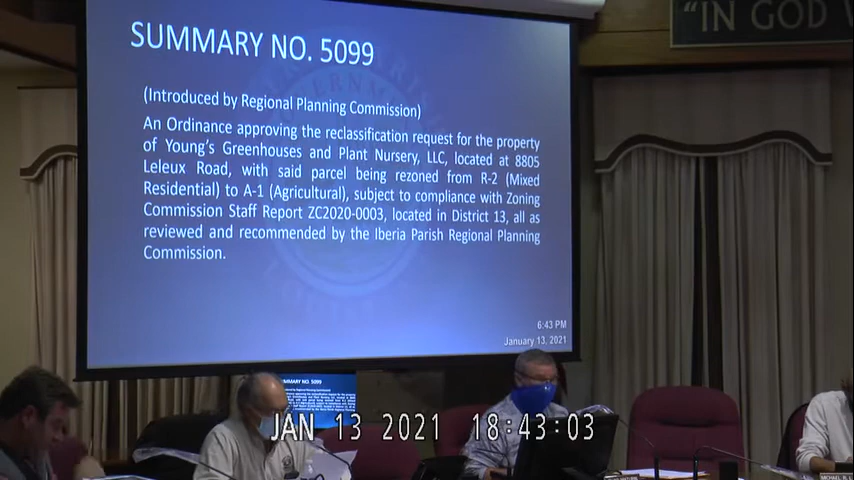 "IN GOD
SUMMARY NO. 5099
(Introduced by Regional Planning Commission)
An Ordinance approving the reclassification request for the property
of Young's Greenhouses and Plant Nursery, LLC, located at 8805
Leleux Road, with said parcel being rezoned from R-2 (Mixed
Residential) to A-1 (Agricultural), subject to compliance with Zoning
Commission Staff Report ZC2020-0003, located in District 13, all as
reviewed and recommended by the Iberia Parish Regional Planning
Commission.
6:43 PM
January 13, 2021
SUMMARY NO. 5099
JAN 13 2021 18:43:03
MICHAEL R. L